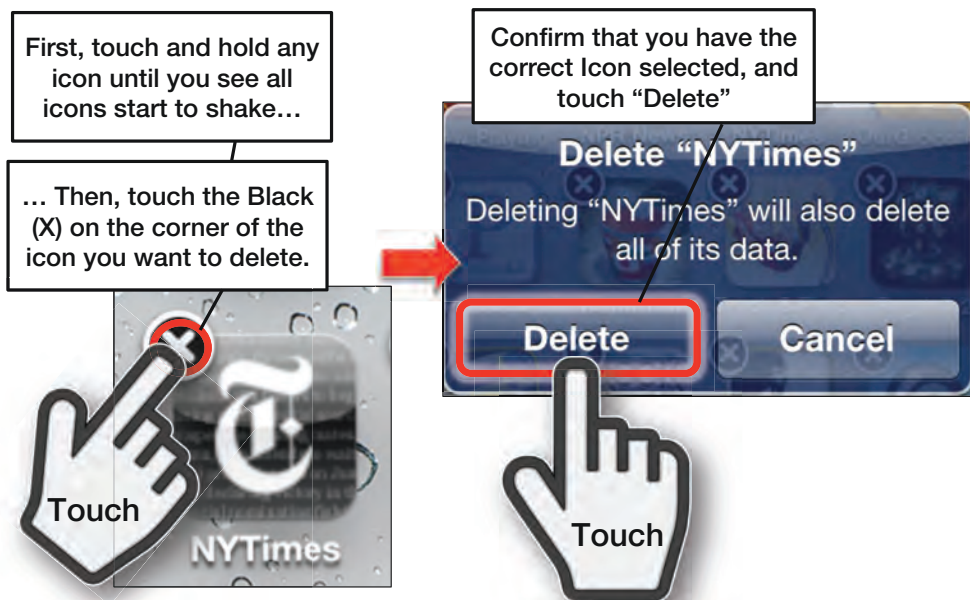 First, touch and hold any
icon until you see all
icons start to shake…
… Then, touch the Black
(X) on the corner of the
icon you want to delete.
Touch
NYTimes
Confirm that you have the
correct Icon selected, and
touch “Delete”
Delete “NYTimes”
Deleting “NYTimes” will also delete
all of its data.
Delete
Cancel
Touch